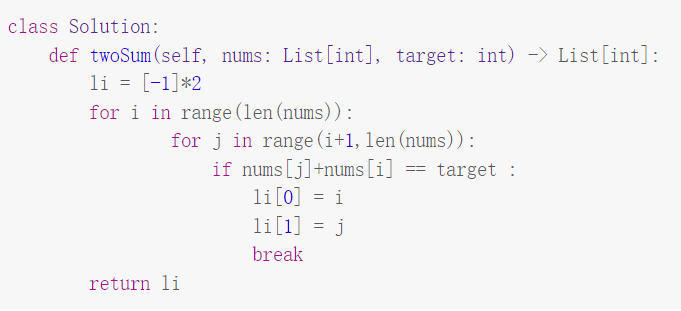 class Solution:
    def twoSum(self, nums: List[int], target: int) -> List[int]:
        li = [-1]*2
        for i in range(len(nums)):
                for j in range(i+1,len(nums)):
                    if nums[j]+nums[i] == target :
                        li[0] = i
                        li[1] = j
                        break
        return li